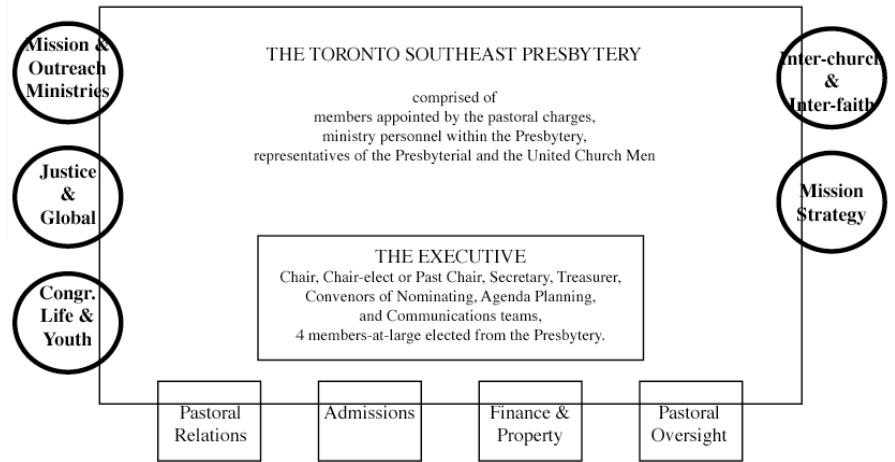 Mission &
Outreach
Ministries
Justice
&
Global
Congr.
Life &
Youth
THE TORONTO SOUTHEAST PRESBYTERY
comprised of
members appointed by the pastoral charges,
ministry personnel within the Presbytery,
representatives of the Presbyterial and the United Church Men
THE EXECUTIVE
Chair, Chair-elect or Past Chair, Secretary, Treasurer,
Convenors of Nominating, Agenda Planning,
and Communications teams,
4 members-at-large elected from the Presbytery.
Inter-church
&
Inter-faith
Mission
Strategy
Pastoral
Relations
Admissions
Finance &
Property
Pastoral
Oversight